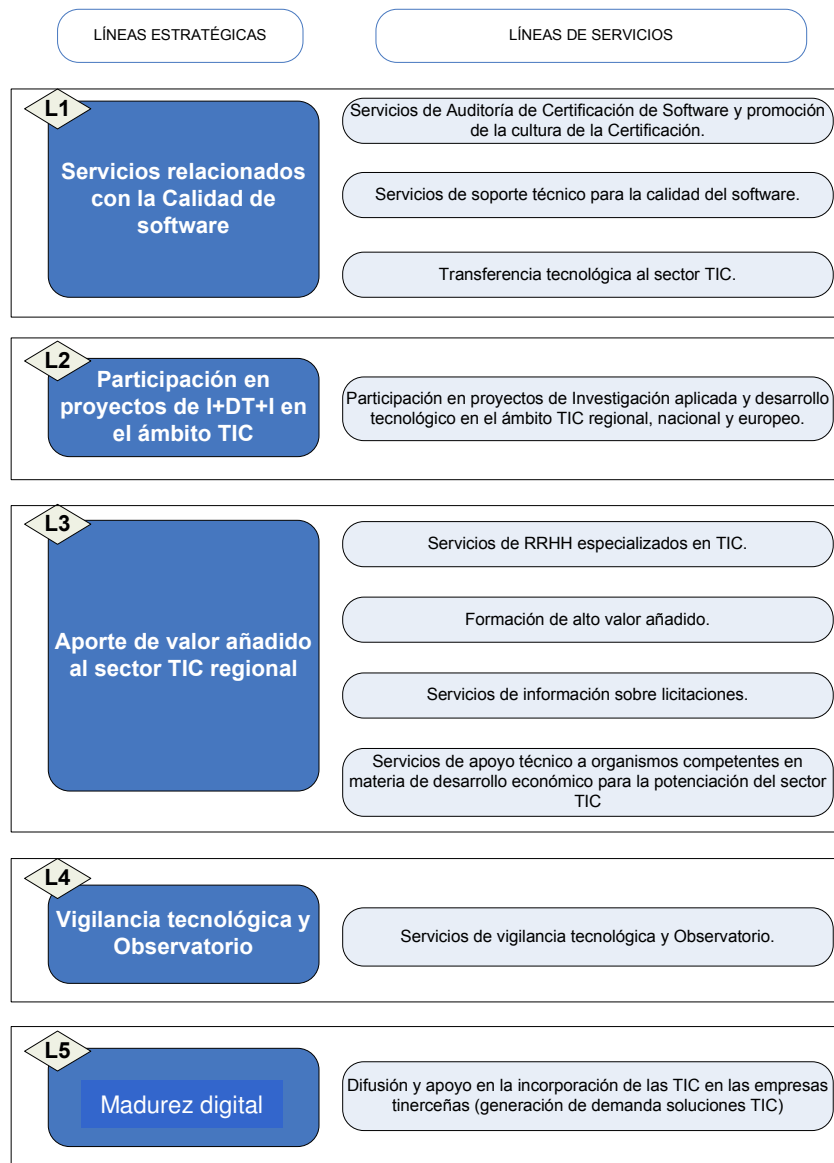 LÍNEAS ESTRATÉGICAS
LÍNEAS DE SERVICIOS
L1
Servicios relacionados
con la Calidad de
software
Servicios de Auditoría de Certificación de Software y promoción
de la cultura de la Certificación.
Servicios de soporte técnico para la calidad del software.
Transferencia tecnológica al sector TIC.
L2
Participación en
proyectos de I+DT+I en
el ámbito TIC
Participación en proyectos de Investigación aplicada y desarrollo
tecnológico en el ámbito TIC regional, nacional y europeo.
L3
Aporte de valor añadido
al sector TIC regional
Servicios de RRHH especializados en TIC.
Formación de alto valor añadido.
Servicios de información sobre licitaciones.
Servicios de apoyo técnico a organismos competentes en
materia de desarrollo económico para la potenciación del sector
TIC
L4
Vigilancia tecnológica y
Observatorio
Servicios de vigilancia tecnológica y Observatorio.
L5
Madurez digital
Difusión y apoyo en la incorporación de las TIC en las empresas
tinerceñas (generación de demanda soluciones TIC)